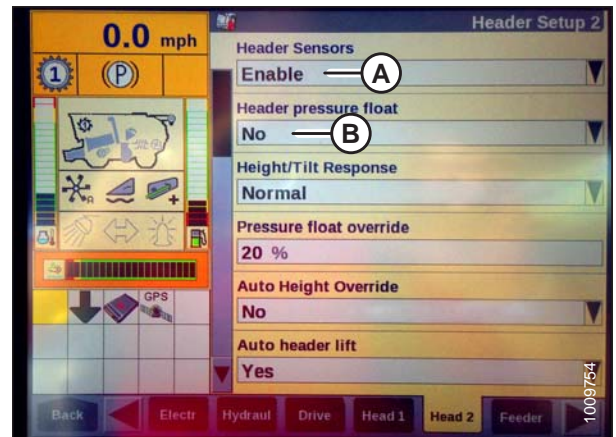 Header Setup 2
0.0 mph
1
(P)
GPS
Header Sensors
Enable
A
Header pressure float
No
B
Height/Tilt Response
Normal
Pressure float override
20 %
Auto Height Override
No
Auto header lift
Yes
Back
Electr
Hydraul
Drive
Head 1
Head 2
Feeder
1009754